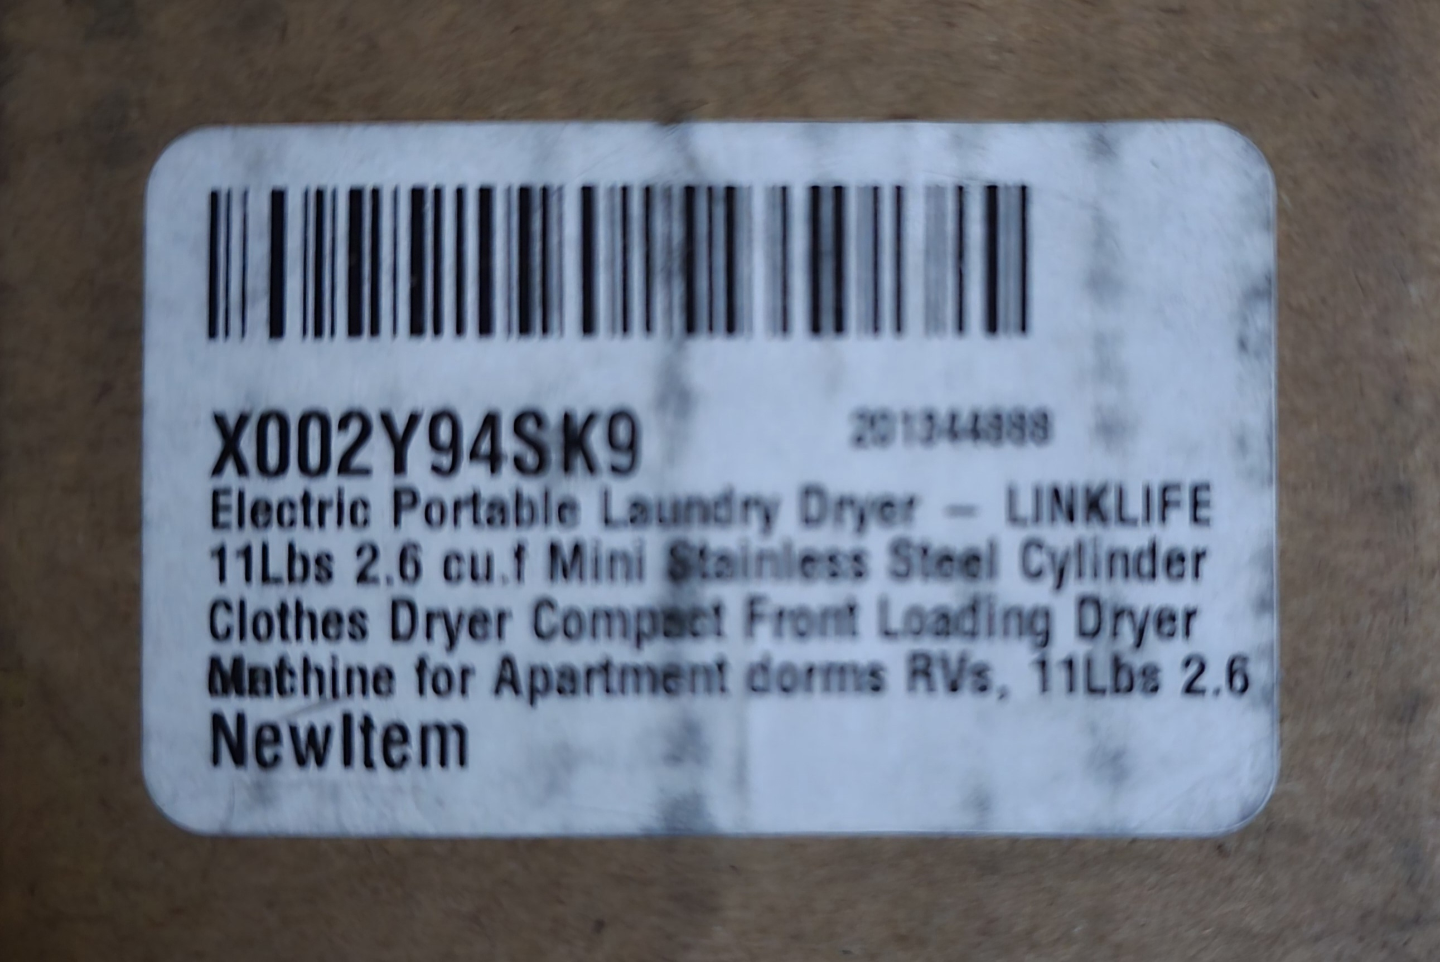 X002Y94SK9 201344888
Electric Portable Laundry Dryer – LINKLIFE
11Lbs 2.6 cu.f Mini Stainless Steel Cylinder
Clothes Dryer Compact Front Loading Dryer
Machine for Apartment dorms RVs, 11Lbs 2.6
NewItem